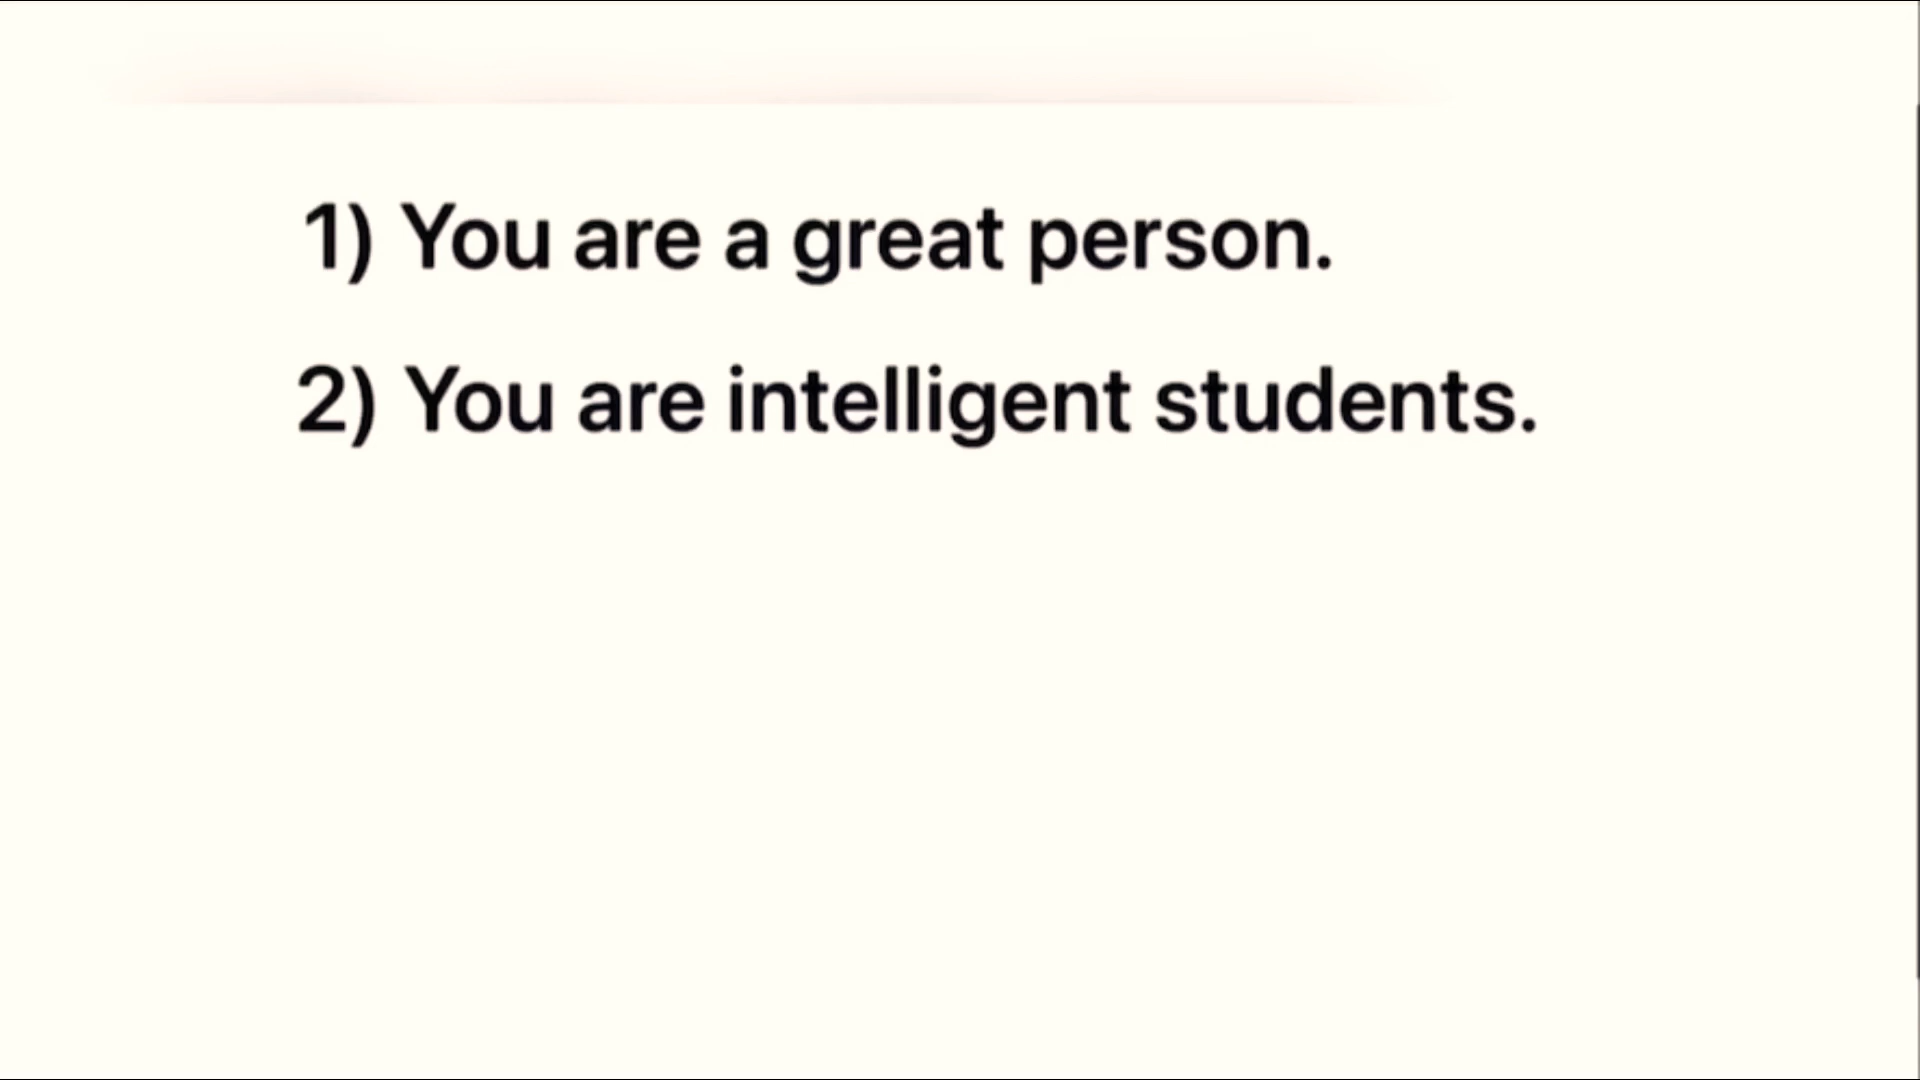 1) You are a great person.
2) You are intelligent students.